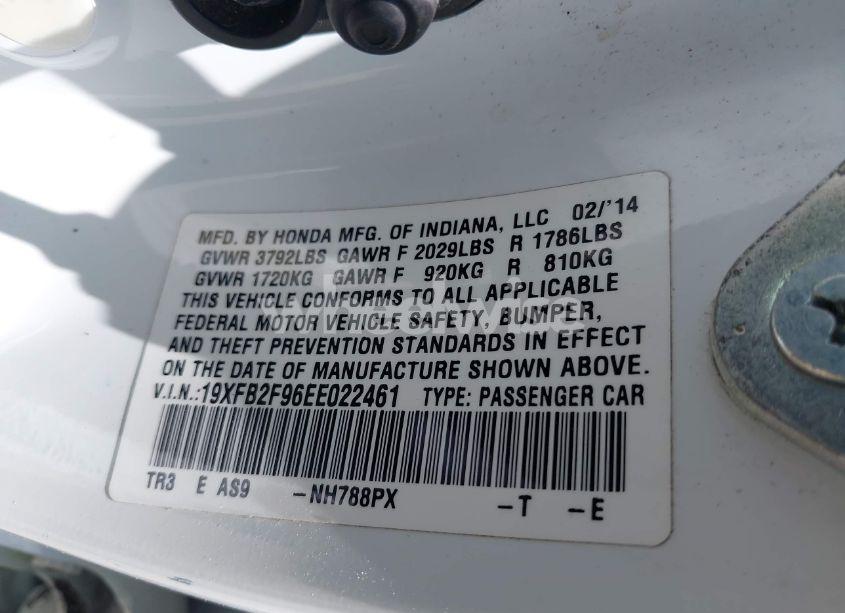 MFD. BY HONDA MFG. OF INDIANA, LLC 02/'14
GVWR 3792LBS GAWR F 2029LBS R 1786LBS
GVWR 1720KG GAWR F 920KG R 810KG
THIS VEHICLE CONFORMS TO ALL APPLICABLE
FEDERAL MOTOR VEHICLE SAFETY, BUMPER,
AND THEFT PREVENTION STANDARDS IN EFFECT
ON THE DATE OF MANUFACTURE SHOWN ABOVE.
V.I.N.:19XFB2F96EE022461 TYPE: PASSENGER CAR
TR3 E AS9 -NH788PX -T -E